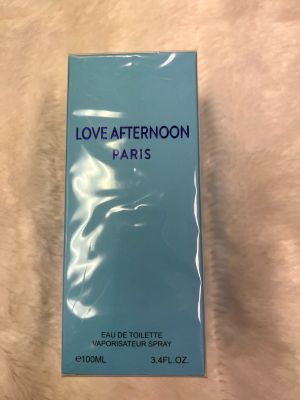 LOVE AFTERNOON
PARIS
EAU DE TOILETTE
VAPORISATEUR SPRAY
℮100ML 3.4FL.OZ.